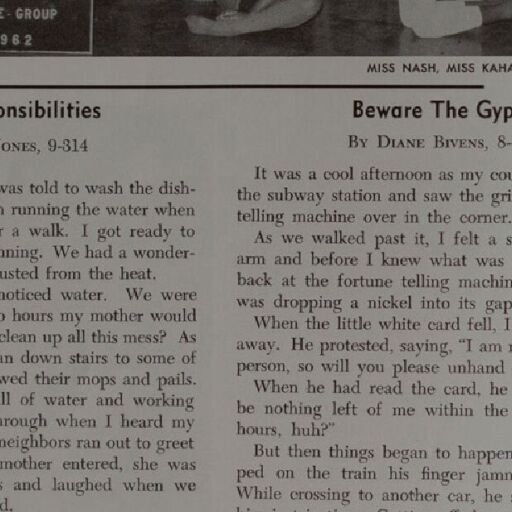 E - GROUP
962
MISS NASH, MISS KAHA
onsibilities
ONES, 9-314
was told to wash the dish-
running the water when
a walk. I got ready to
nning. We had a wonder-
usted from the heat.
noticed water. We were
hours my mother would
clean up all this mess? As
an down stairs to some of
wed their mops and pails.
ll of water and working
hrough when I heard my
neighbors ran out to greet
mother entered, she was
s and laughed when we
d.
Beware The Gyp
BY DIANE BIVENS, 8-
It was a cool afternoon as my cou
the subway station and saw the gri
telling machine over in the corner.
As we walked past it, I felt a s
arm and before I knew what was
back at the fortune telling machin
was dropping a nickel into its gap
When the little white card fell, I
away. He protested, saying, "I am
person, so will you please unhand
When he had read the card, he
be nothing left of me within the
hours, huh?"
But then things began to happen
ped on the train his finger jamm
While crossing to another car, he